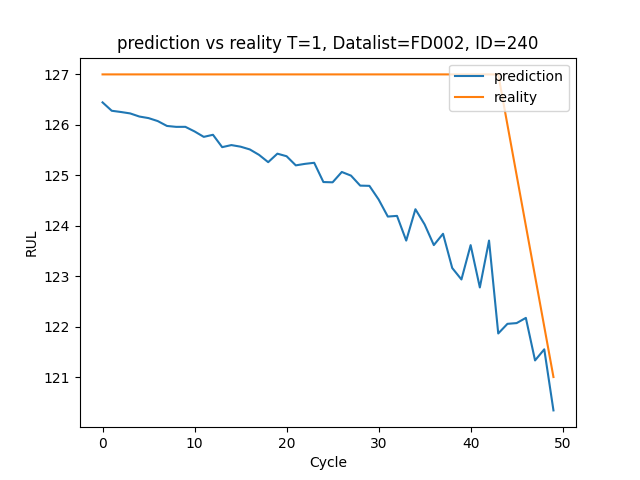 prediction vs reality T=1, Datalist=FD002, ID=240
127
126
125
124
123
122
121
RUL
prediction
reality
0 10 20 30 40 50
Cycle